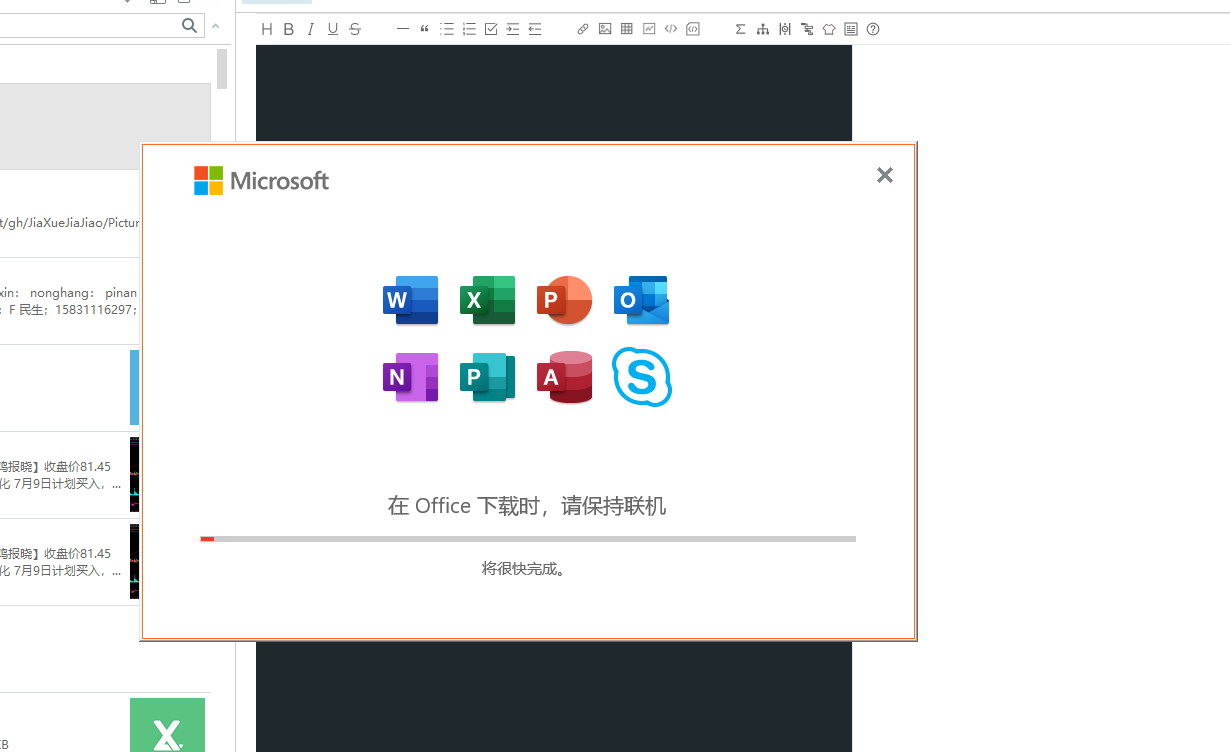 H B I U S
Microsoft
t/gh/JiaXueJiaJiao/Pictur
xin： nonghang： pinan
；F 民生；15831116297；
W X P O
N P A S
鸡报晓】收盘价81.45
化 7月9日计划买入，...
在 Office 下载时，请保持联机
鸡报晓】收盘价81.45
化 7月9日计划买入，...
将很快完成。
X